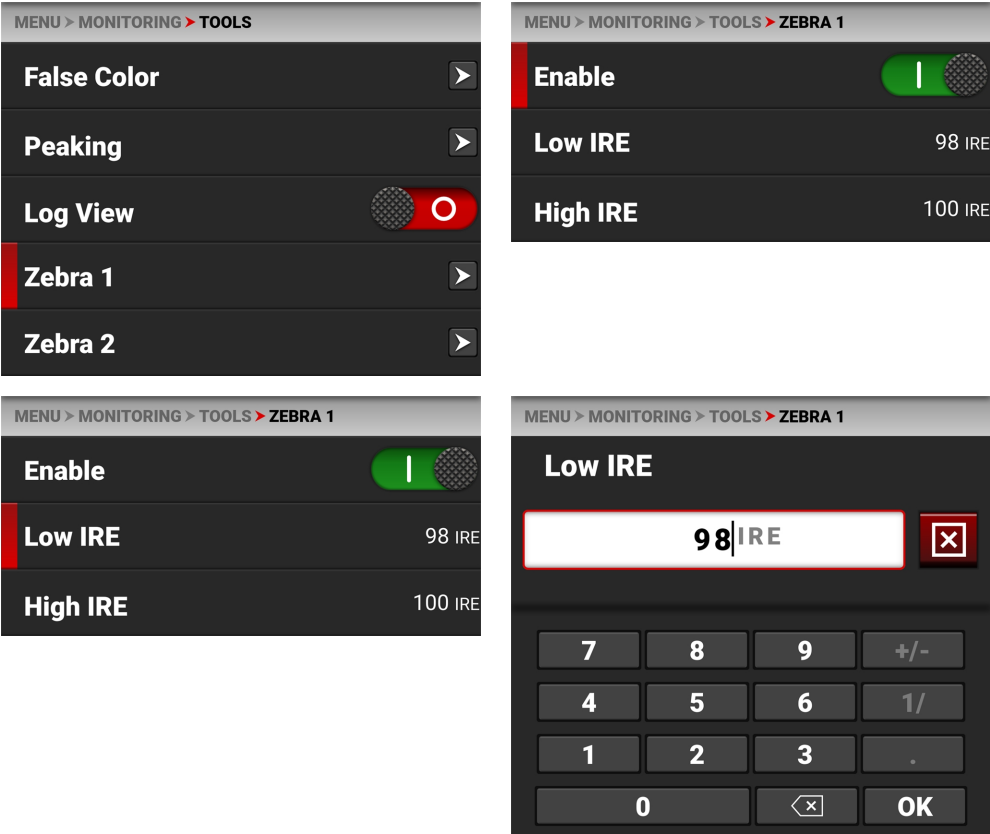 MENU > MONITORING > TOOLS
False Color
Peaking
Log View
Zebra 1
Zebra 2
MENU > MONITORING > TOOLS > ZEBRA 1
Enable
Low IRE 98 IRE
High IRE 100 IRE
MENU > MONITORING > TOOLS > ZEBRA 1
Enable
Low IRE 98 IRE
High IRE 100 IRE
MENU > MONITORING > TOOLS > ZEBRA 1
Low IRE
98 IRE
7 8 9 +/-
4 5 6 1/
1 2 3 .
0 OK